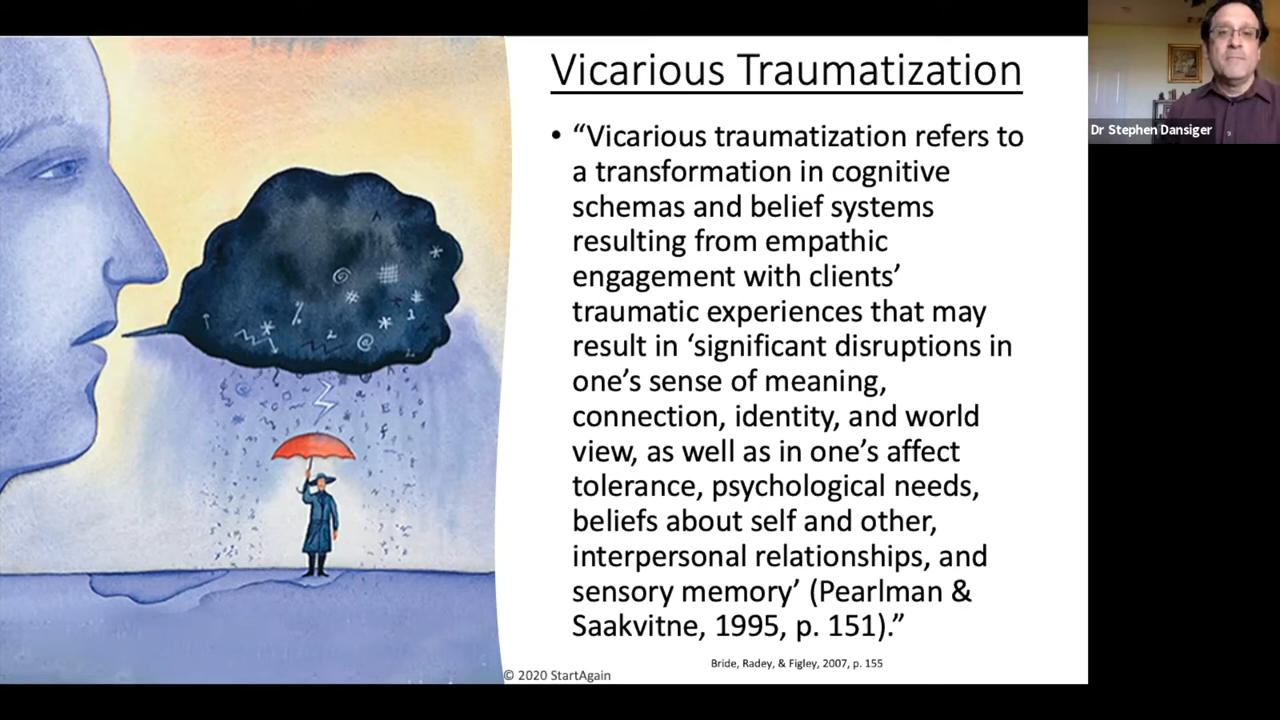 Vicarious Traumatization
• “Vicarious traumatization refers to
a transformation in cognitive
schemas and belief systems
resulting from empathic
engagement with clients’
traumatic experiences that may
result in ‘significant disruptions in
one’s sense of meaning,
connection, identity, and world
view, as well as in one’s affect
tolerance, psychological needs,
beliefs about self and other,
interpersonal relationships, and
sensory memory’ (Pearlman &
Saakvitne, 1995, p. 151).”
Bride, Radey, & Figley, 2007, p. 155
© 2020 StartAgain
Dr Stephen Dansiger